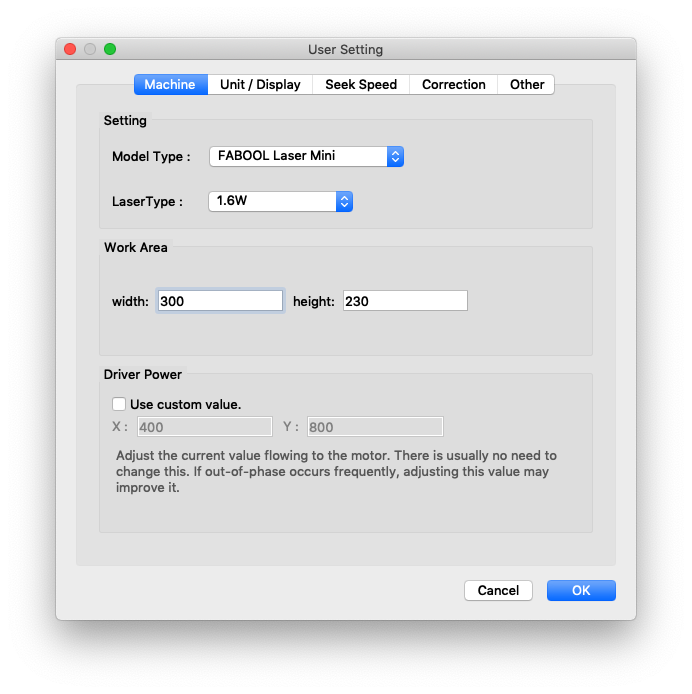 User Setting
Machine Unit / Display Seek Speed Correction Other
Setting
Model Type : FABOOL Laser Mini
LaserType : 1.6W
Work Area
width: 300 height: 230
Driver Power
Use custom value.
X : 400 Y : 800
Adjust the current value flowing to the motor. There is usually no need to
change this. If out-of-phase occurs frequently, adjusting this value may
improve it.
Cancel OK